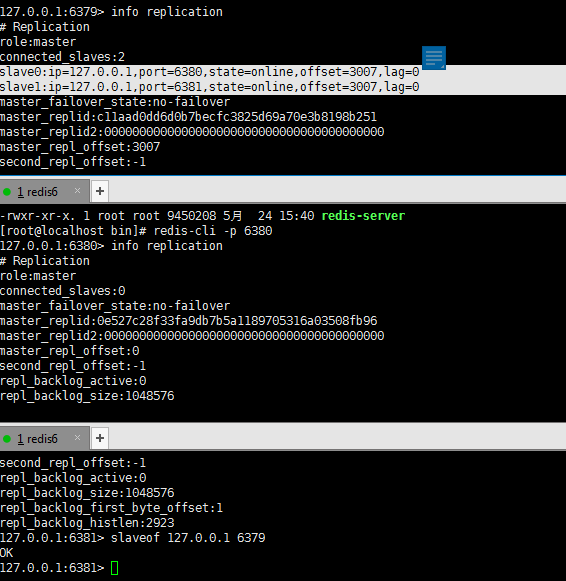 127.0.0.1:6379> info replication
# Replication
role:master
connected_slaves:2
slave0:ip=127.0.0.1,port=6380,state=online,offset=3007,lag=0
slave1:ip=127.0.0.1,port=6381,state=online,offset=3007,lag=0
master_failover_state:no-failover
master_replid:c11aad0dd6d0b7becfc3825d69a70e3b8198b251
master_replid2:0000000000000000000000000000000000000000
master_repl_offset:3007
second_repl_offset:-1
1 redis6 × +
-rwxr-xr-x. 1 root root 9450208 5月  24 15:40 redis-server
[root@localhost bin]# redis-cli -p 6380
127.0.0.1:6380> info replication
# Replication
role:master
connected_slaves:0
master_failover_state:no-failover
master_replid:0e527c28f33fa9db7b5a1189705316a03508fb96
master_replid2:0000000000000000000000000000000000000000
master_repl_offset:0
second_repl_offset:-1
repl_backlog_active:0
repl_backlog_size:1048576
1 redis6 × +
second_repl_offset:-1
repl_backlog_active:0
repl_backlog_size:1048576
repl_backlog_first_byte_offset:1
repl_backlog_histlen:2923
127.0.0.1:6381> slaveof 127.0.0.1 6379
OK
127.0.0.1:6381>